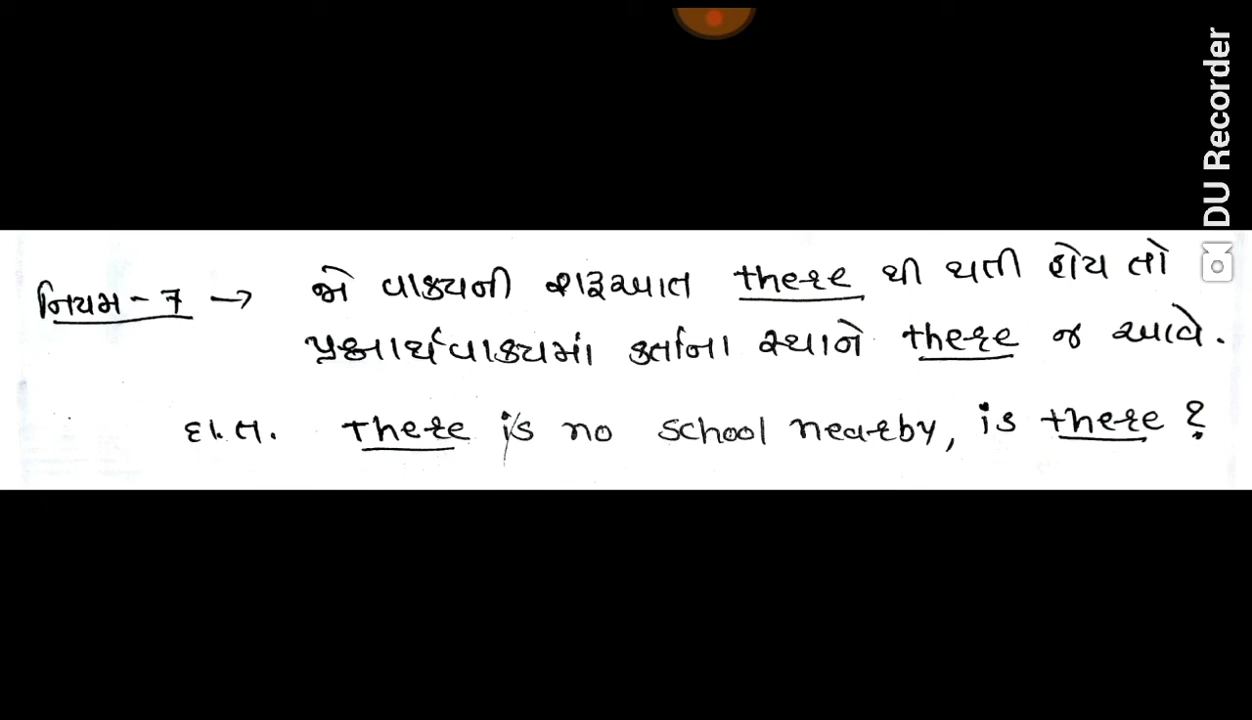 નિયમ - 7 → જો વાક્યની શરૂઆત there થી થતી હોય તો
પ્રશ્નાર્થવાક્યમાં કર્તાના સ્થાને there જ આવે.
દા.ત. There is no school nearby, is there?
DU Recorder